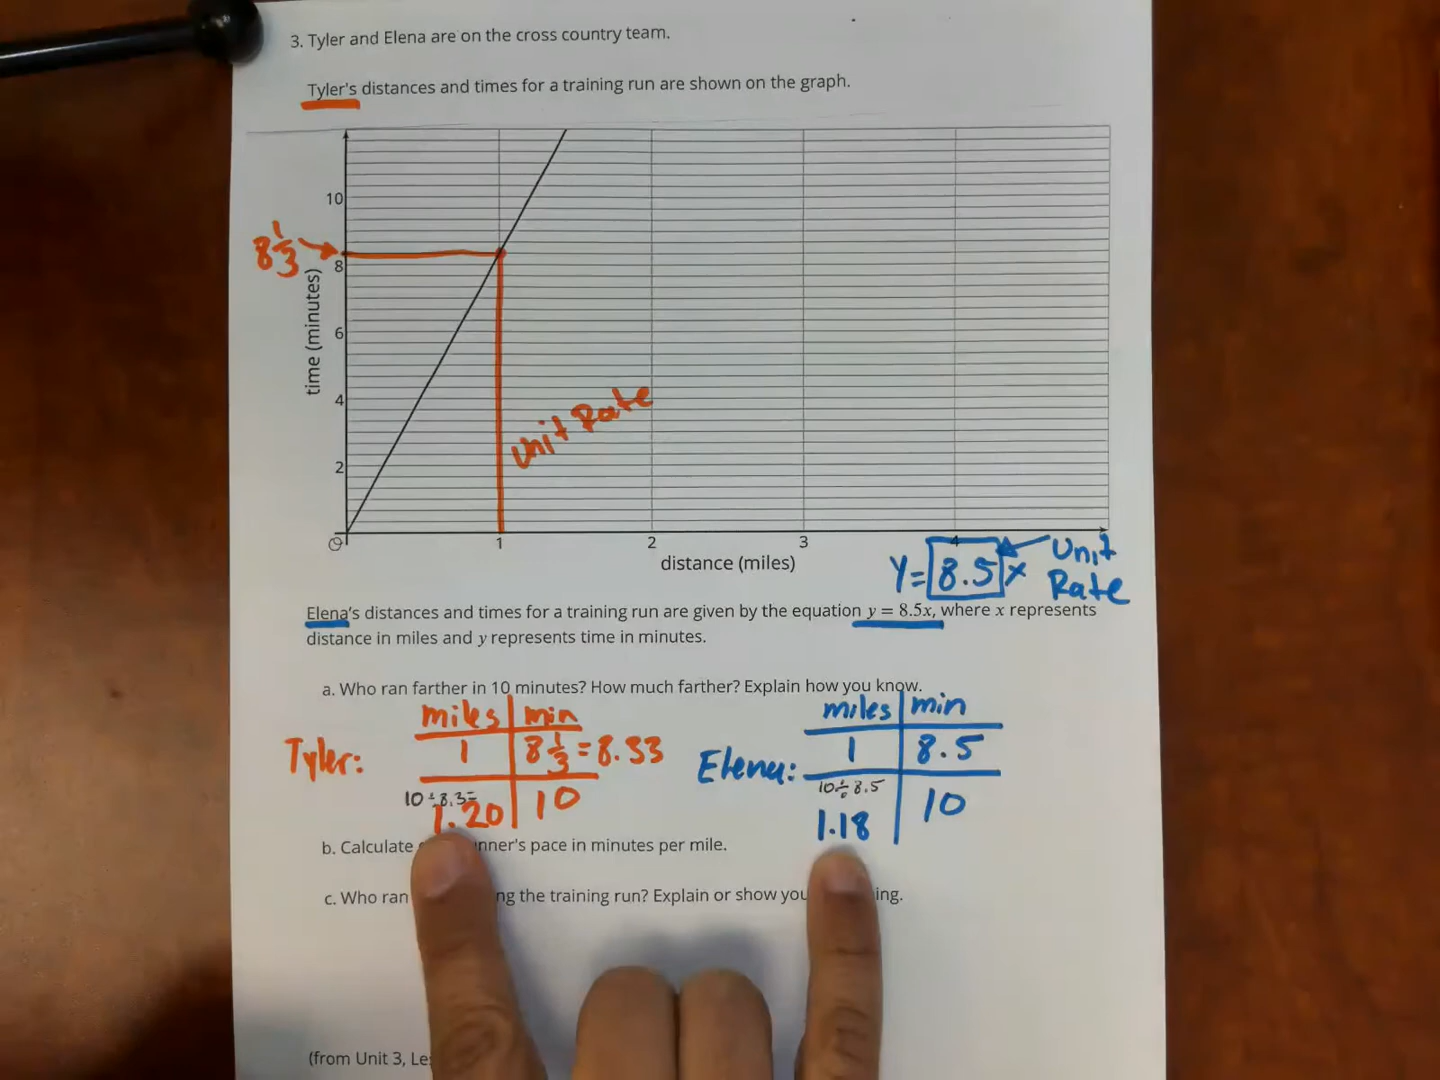 3. Tyler and Elena are on the cross country team.
Tyler's distances and times for a training run are shown on the graph.
10
8 1/3
8
6
4
2
time (minutes)
Unit Rate
0
1
2
3
4
distance (miles)
Y = 8.5 x
Unit
Rate
Elena's distances and times for a training run are given by the equation y = 8.5x, where x represents
distance in miles and y represents time in minutes.
a. Who ran farther in 10 minutes? How much farther? Explain how you know.
Tyler:
miles min
1 8 1/3 = 8.33
10 ÷ 8.3=
1.20 10
Elena:
miles min
1 8.5
10 ÷ 8.5
1.18 10
b. Calculate nner's pace in minutes per mile.
c. Who ran ng the training run? Explain or show you ing.
(from Unit 3, Le